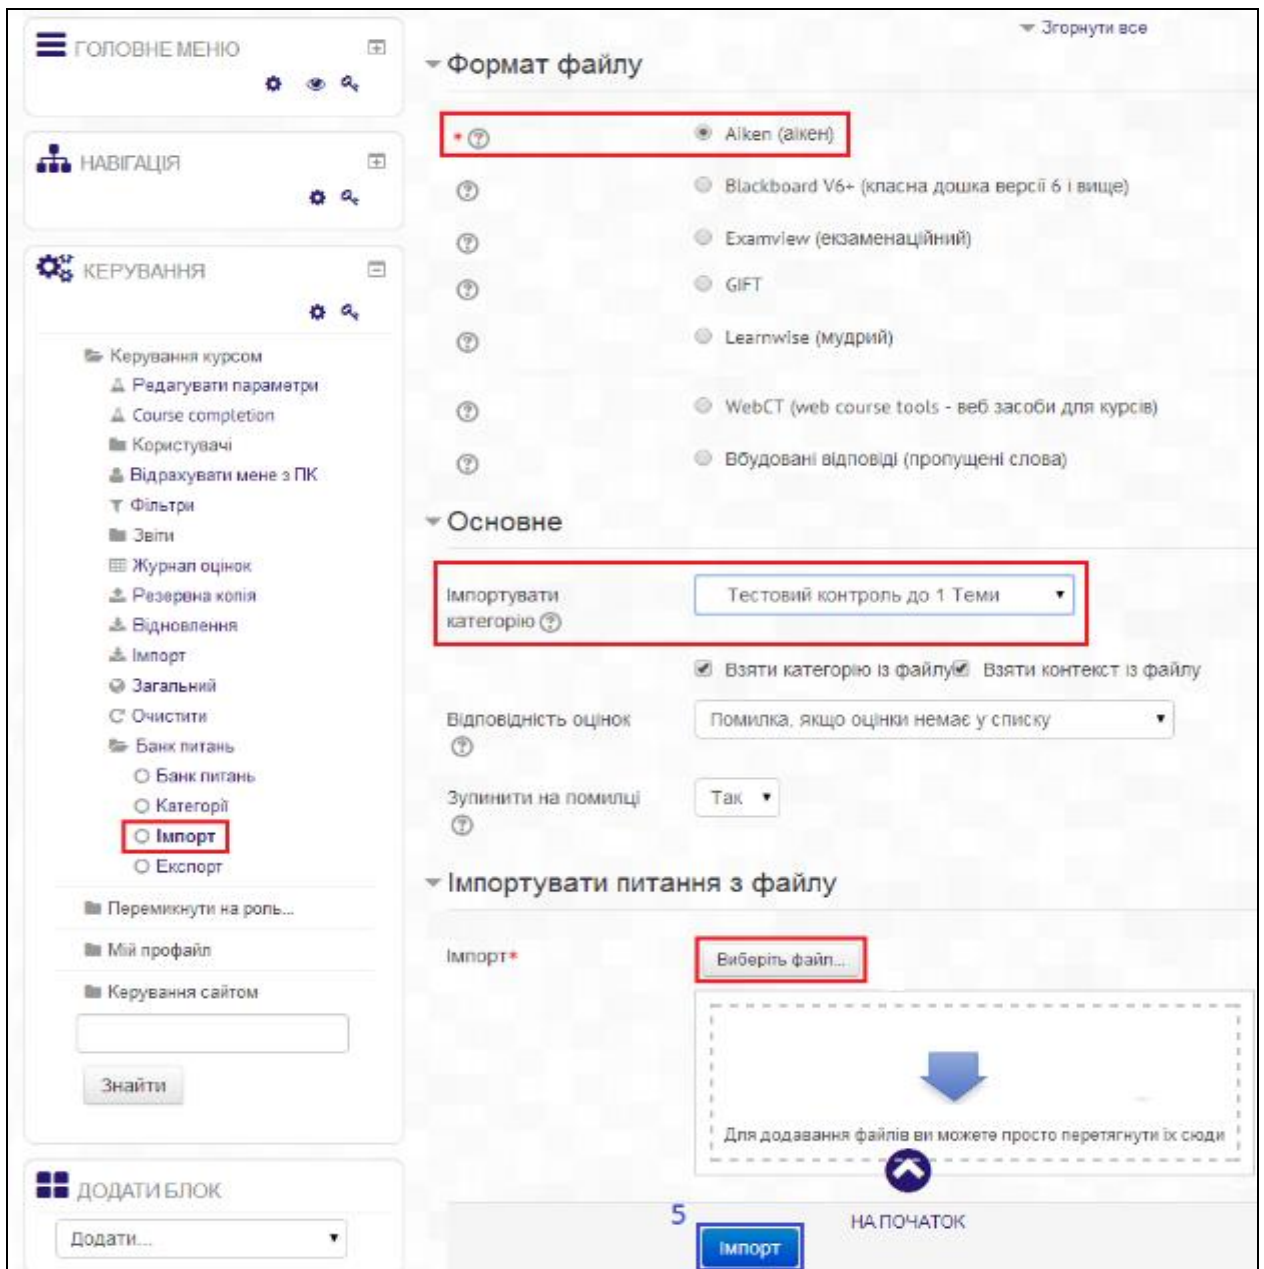 ГОЛОВНЕ МЕНЮ
НАВІГАЦІЯ
КЕРУВАННЯ
Керування курсом
Редагувати параметри
Course completion
Користувачі
Відрахувати мене з ПК
Фільтри
Звіти
Журнал оцінок
Резервна копія
Відновлення
Імпорт
Загальний
Очистити
Банк питань
Банк питань
Категорії
Імпорт
Експорт
Перемикнути на роль...
Мій профайл
Керування сайтом
Знайти
ДОДАТИ БЛОК
Додати...
Згорнути все
Формат файлу
* Aiken (аікен)
Blackboard V6+ (класна дошка версії 6 і вище)
Examview (екзаменаційний)
GIFT
Learnwise (мудрий)
WebCT (web course tools - веб засоби для курсів)
Вбудовані відповіді (пропущені слова)
Основне
Імпортувати
категорію
Тестовий контроль до 1 Теми
Взяти категорію із файлу Взяти контекст із файлу
Відповідність оцінок
Помилка, якщо оцінки немає у списку
Зупинити на помилці
Так
Імпортувати питання з файлу
Імпорт*
Виберіть файл...
Для додавання файлів ви можете просто перетягнути їх сюди
5
НА ПОЧАТОК
Імпорт